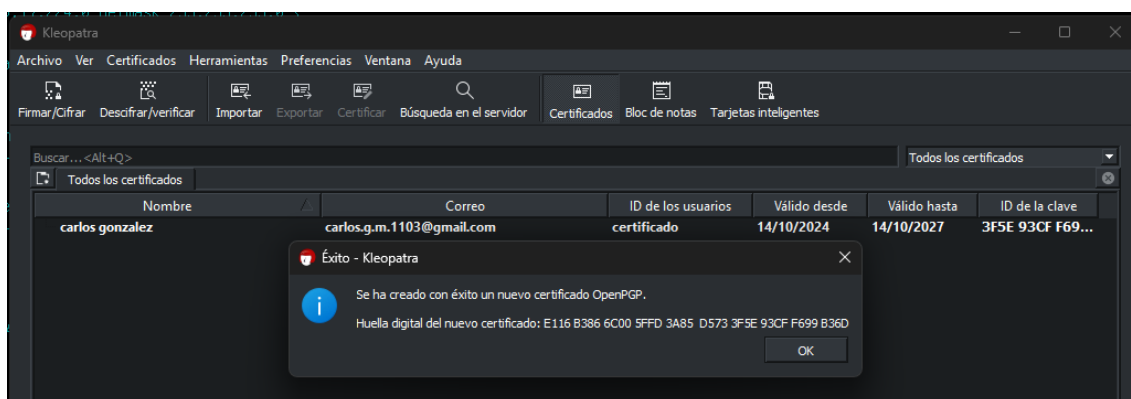 Kleopatra
Archivo Ver Certificados Herramientas Preferencias Ventana Ayuda
Firmar/Cifrar Descifrar/verificar Importar Exportar Certificar Búsqueda en el servidor Certificados Bloc de notas Tarjetas inteligentes
Buscar...<Alt+Q> Todos los certificados
Todos los certificados
Nombre Correo ID de los usuarios Válido desde Válido hasta ID de la clave
carlos gonzalez carlos.g.m.1103@gmail.com certificado 14/10/2024 14/10/2027 3F5E 93CF F69...
Éxito - Kleopatra
Se ha creado con éxito un nuevo certificado OpenPGP.
Huella digital del nuevo certificado: E116 B386 6C00 5FFD 3A85 D573 3F5E 93CF F699 B36D
OK